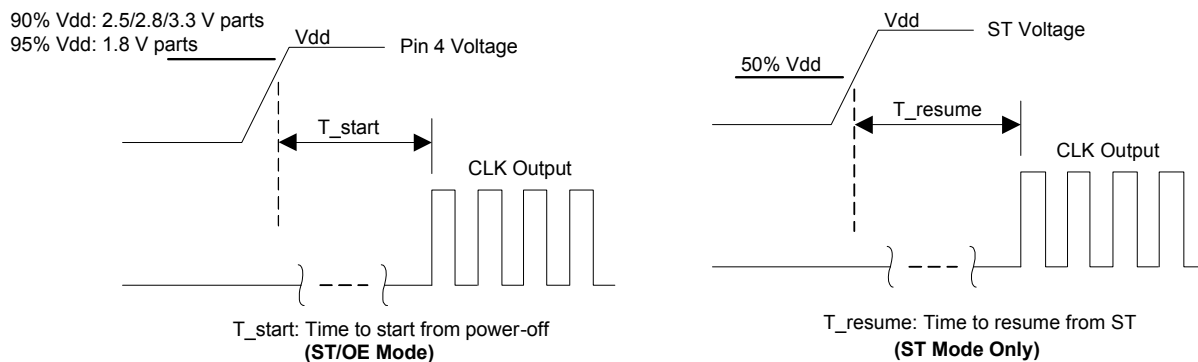 90% Vdd: 2.5/2.8/3.3 V parts
95% Vdd: 1.8 V parts
Vdd
Pin 4 Voltage
T_start
CLK Output
T_start: Time to start from power-off
(ST/OE Mode)
Vdd
ST Voltage
50% Vdd
T_resume
CLK Output
T_resume: Time to resume from ST
(ST Mode Only)